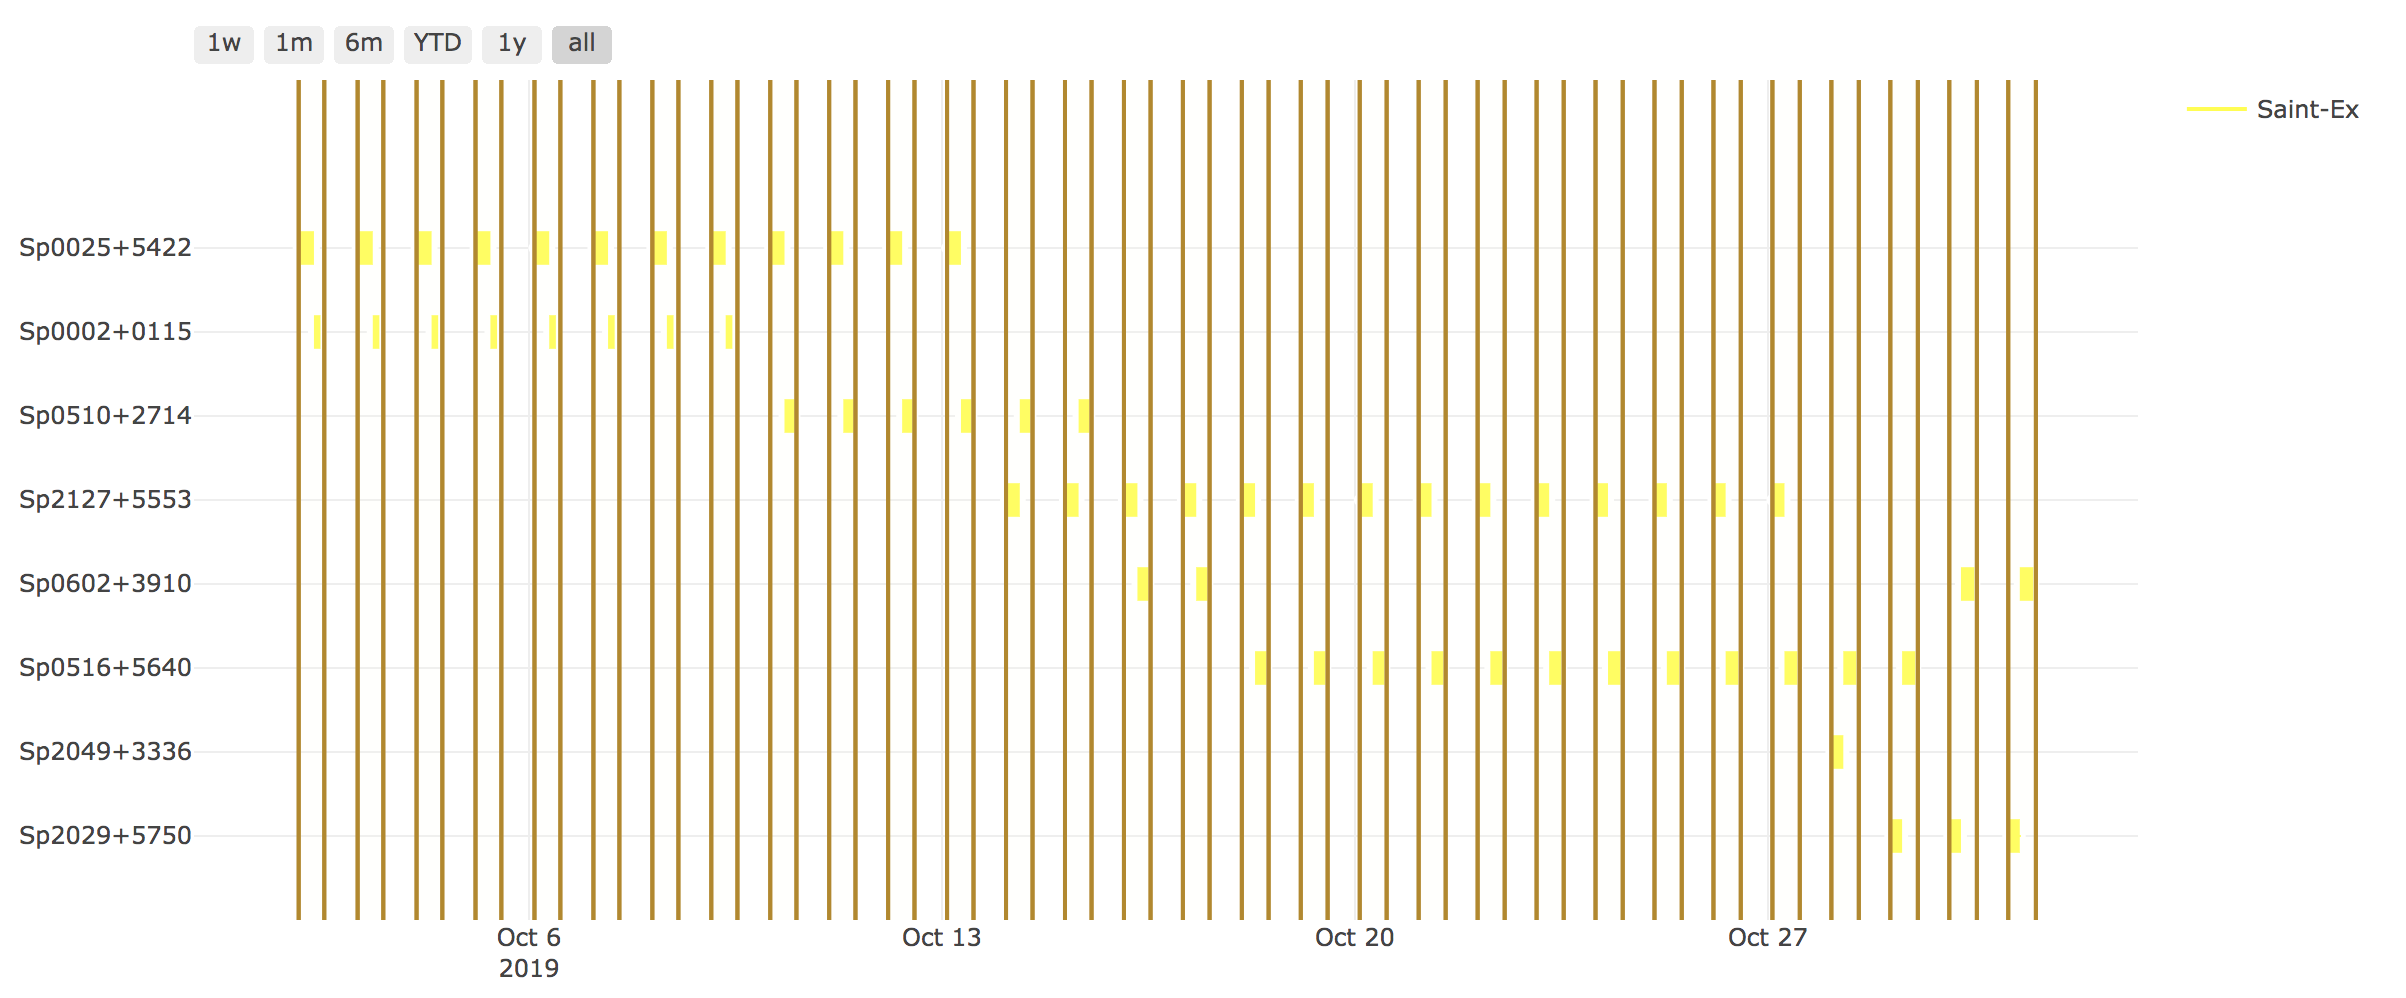 1w 1m 6m YTD 1y all
Saint-Ex
Sp0025+5422
Sp0002+0115
Sp0510+2714
Sp2127+5553
Sp0602+3910
Sp0516+5640
Sp2049+3336
Sp2029+5750
Oct 6 Oct 13 Oct 20 Oct 27
2019